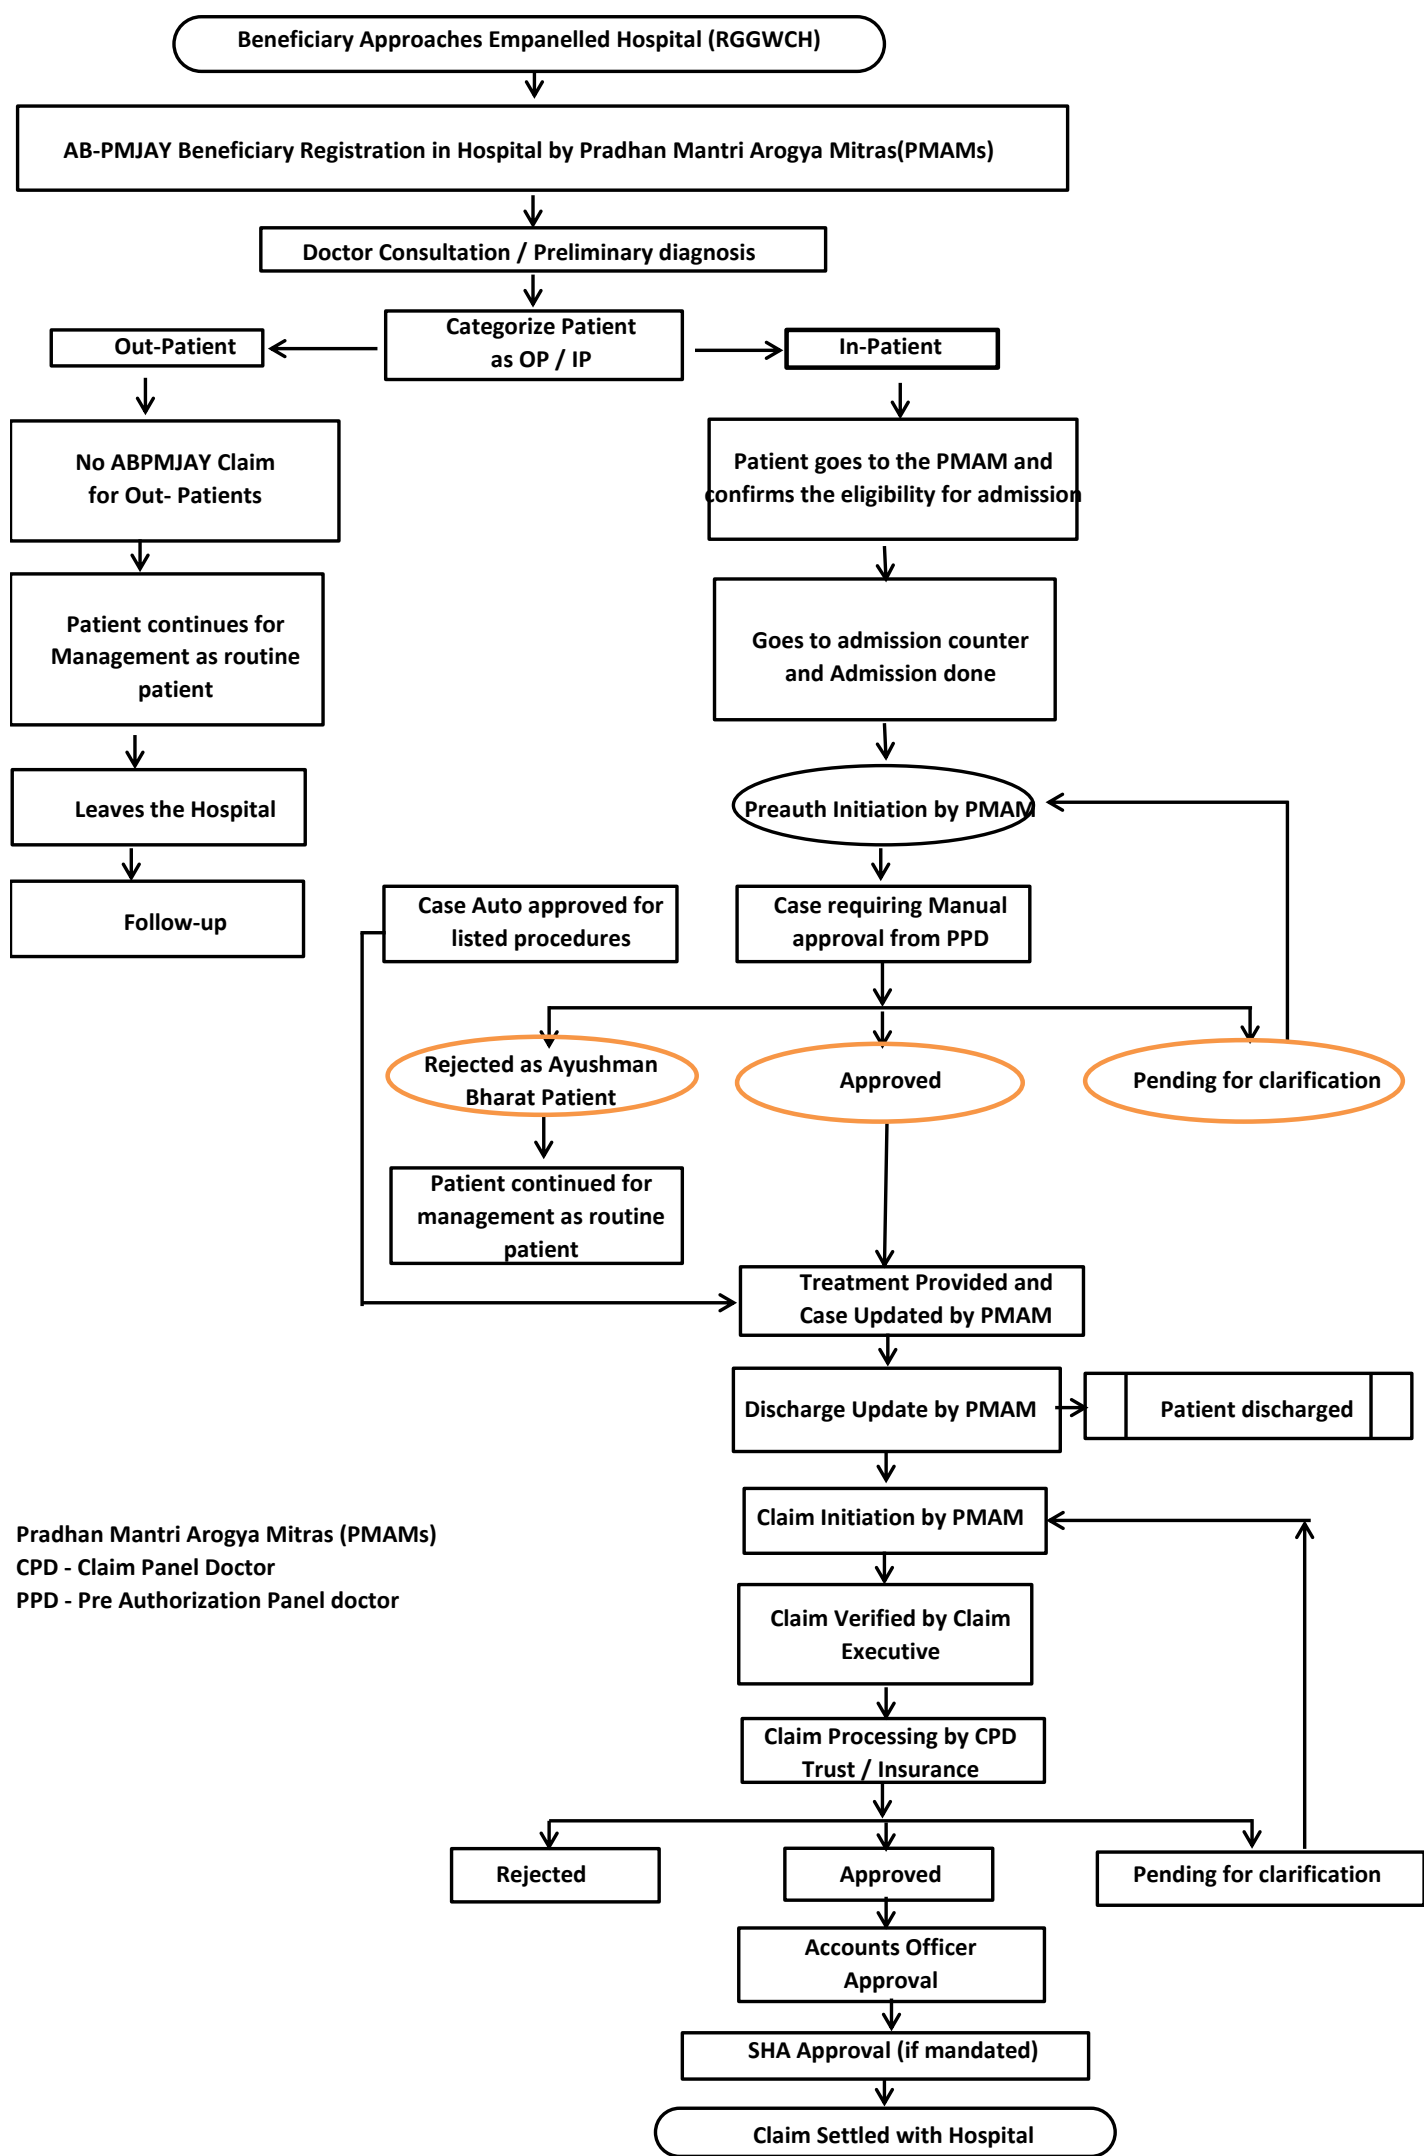 Beneficiary Approaches Empanelled Hospital (RGGWCH)
AB-PMJAY Beneficiary Registration in Hospital by Pradhan Mantri Arogya Mitras(PMAMs)
Doctor Consultation / Preliminary diagnosis
Categorize Patient
as OP / IP
Out-Patient
In-Patient
No ABPMJAY Claim
for Out- Patients
Patient goes to the PMAM and
confirms the eligibility for admission
Patient continues for
Management as routine
patient
Goes to admission counter
and Admission done
Leaves the Hospital
Preauth Initiation by PMAM
Follow-up
Case Auto approved for
listed procedures
Case requiring Manual
approval from PPD
Rejected as Ayushman
Bharat Patient
Approved
Pending for clarification
Patient continued for
management as routine
patient
Treatment Provided and
Case Updated by PMAM
Discharge Update by PMAM
Patient discharged
Claim Initiation by PMAM
Pradhan Mantri Arogya Mitras (PMAMs)
CPD - Claim Panel Doctor
PPD - Pre Authorization Panel doctor
Claim Verified by Claim
Executive
Claim Processing by CPD
Trust / Insurance
Rejected
Approved
Pending for clarification
Accounts Officer
Approval
SHA Approval (if mandated)
Claim Settled with Hospital